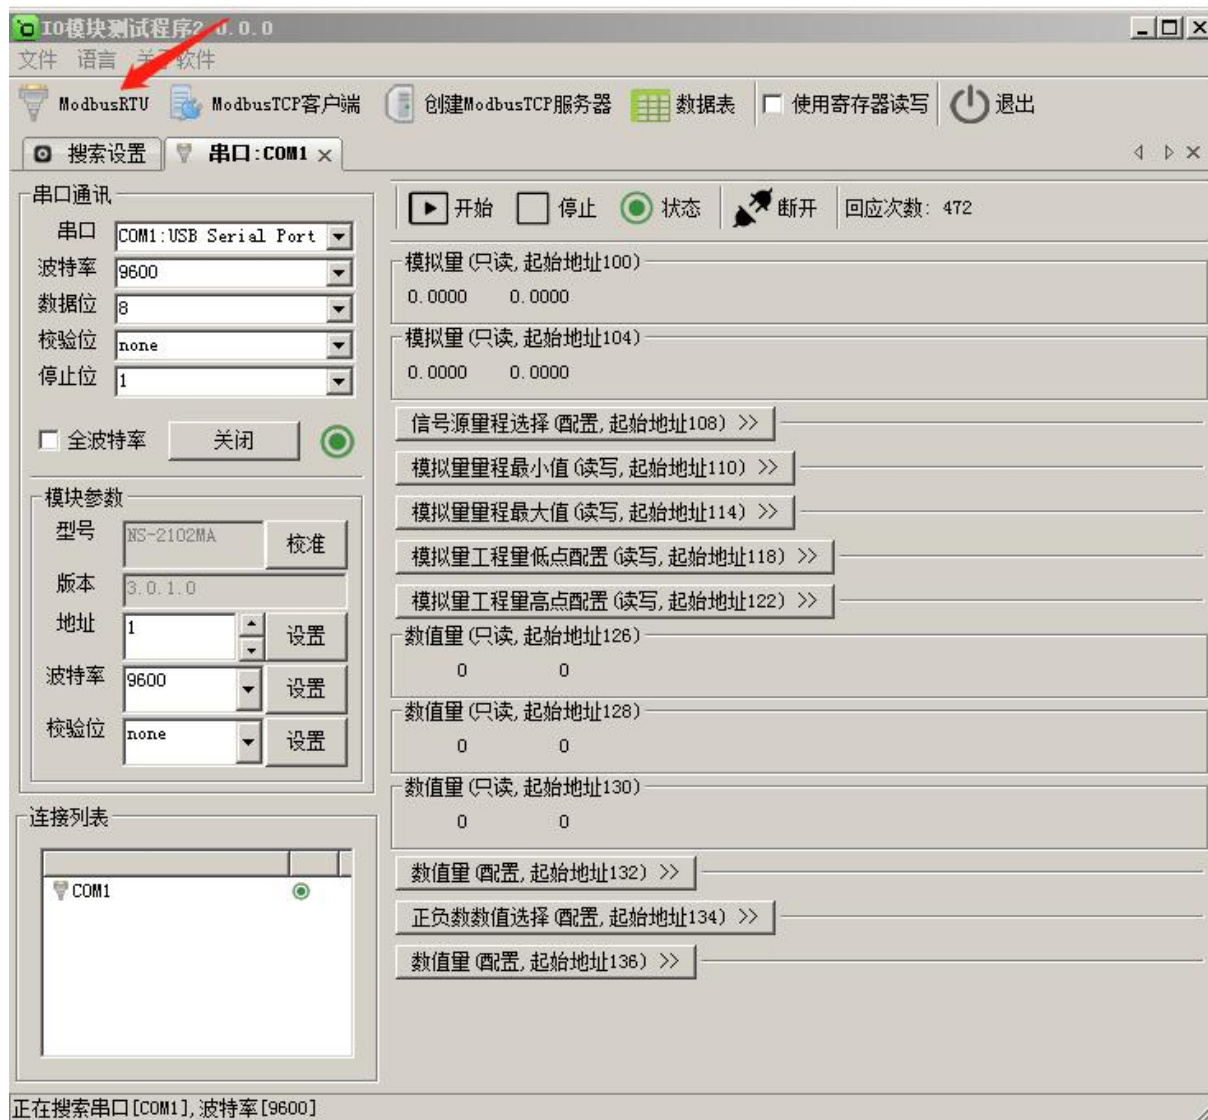 IO模块测试程序2.0.0.0
文件 语言 关于软件
ModbusRTU ModbusTCP客户端 创建ModbusTCP服务器 数据表 使用寄存器读写 退出
搜索设置 串口:COM1
串口通讯
串口 COM1:USB Serial Port
波特率 9600
数据位 8
校验位 none
停止位 1
全波特率 关闭
模块参数
型号 NS-2102MA 校准
版本 3.0.1.0
地址 1 设置
波特率 9600 设置
校验位 none 设置
连接列表
COM1
开始 停止 状态 断开 回应次数: 472
模拟量(只读,起始地址100)
0.0000 0.0000
模拟量(只读,起始地址104)
0.0000 0.0000
信号源量程选择(配置,起始地址108) >>
模拟量量程最小值(读写,起始地址110) >>
模拟量量程最大值(读写,起始地址114) >>
模拟量工程量低点配置(读写,起始地址118) >>
模拟量工程量高点配置(读写,起始地址122) >>
数值量(只读,起始地址126)
0 0
数值量(只读,起始地址128)
0 0
数值量(只读,起始地址130)
0 0
数值量(配置,起始地址132) >>
正负数数值选择(配置,起始地址134) >>
数值量(配置,起始地址136) >>
正在搜索串口[COM1],波特率[9600]